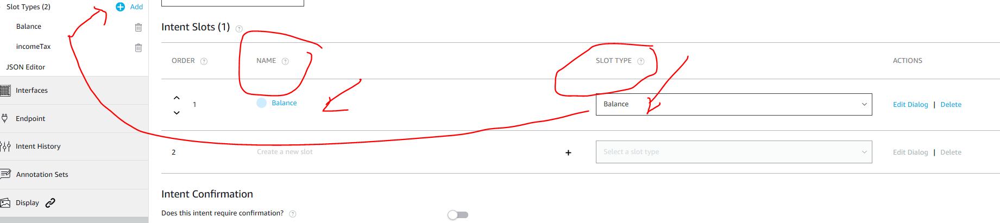 Slot Types (2) Add
Balance
incomeTax
JSON Editor
Interfaces
Endpoint
Intent History
Annotation Sets
Display
Intent Slots (1) ?
ORDER ? NAME ? SLOT TYPE ? ACTIONS
1 Balance Balance Edit Dialog | Delete
2 Create a new slot + Select a slot type Edit Dialog | Delete
Intent Confirmation
Does this intent require confirmation? ?